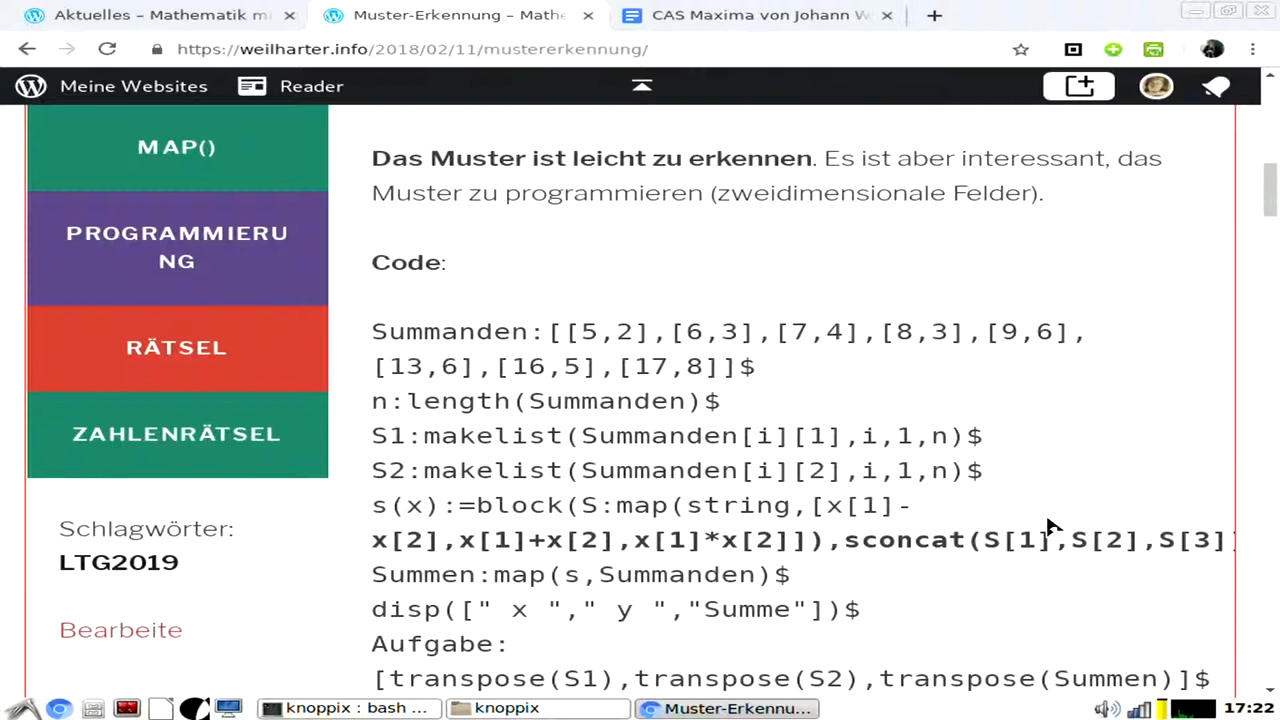 Aktuelles – Mathematik m
Muster-Erkennung – Mathe
CAS Maxima von Johann W
https://weilharter.info/2018/02/11/mustererkennung/
Meine Websites
Reader
MAP()
PROGRAMMIERU
NG
RÄTSEL
ZAHLENRÄTSEL
Schlagwörter:
LTG2019
Bearbeite
Das Muster ist leicht zu erkennen. Es ist aber interessant, das
Muster zu programmieren (zweidimensionale Felder).
Code:
Summanden:[[5,2],[6,3],[7,4],[8,3],[9,6],
[13,6],[16,5],[17,8]]$
n:length(Summanden)$
S1:makelist(Summanden[i][1],i,1,n)$
S2:makelist(Summanden[i][2],i,1,n)$
s(x):=block(S:map(string,[x[1]-
x[2],x[1]+x[2],x[1]*x[2]]),sconcat(S[1],S[2],S[3]
Summen:map(s,Summanden)$
disp([" x "," y ","Summe"])$
Aufgabe:
[transpose(S1),transpose(S2),transpose(Summen)]$
knoppix : bash ...
knoppix
Muster-Erkennu...
17:22